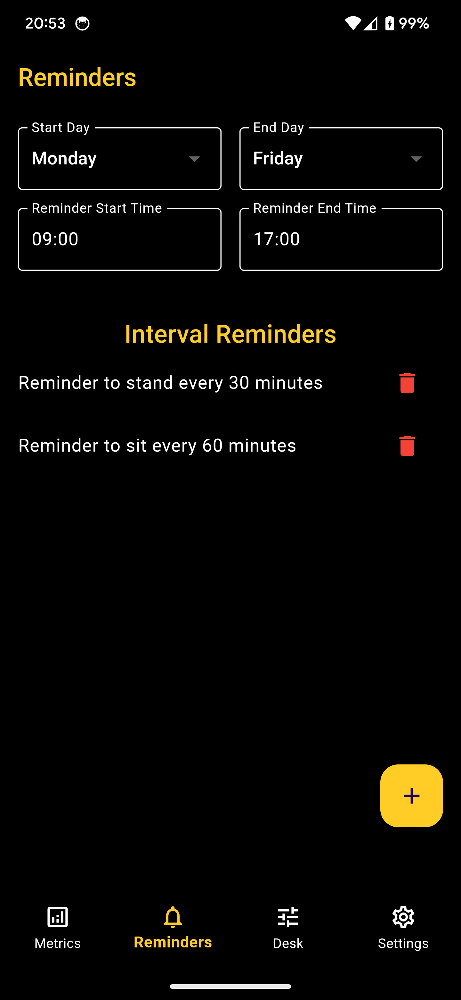 20:53 99%
Reminders
Start Day End Day
Monday Friday
Reminder Start Time Reminder End Time
09:00 17:00
Interval Reminders
Reminder to stand every 30 minutes
Reminder to sit every 60 minutes
Metrics Reminders Desk Settings